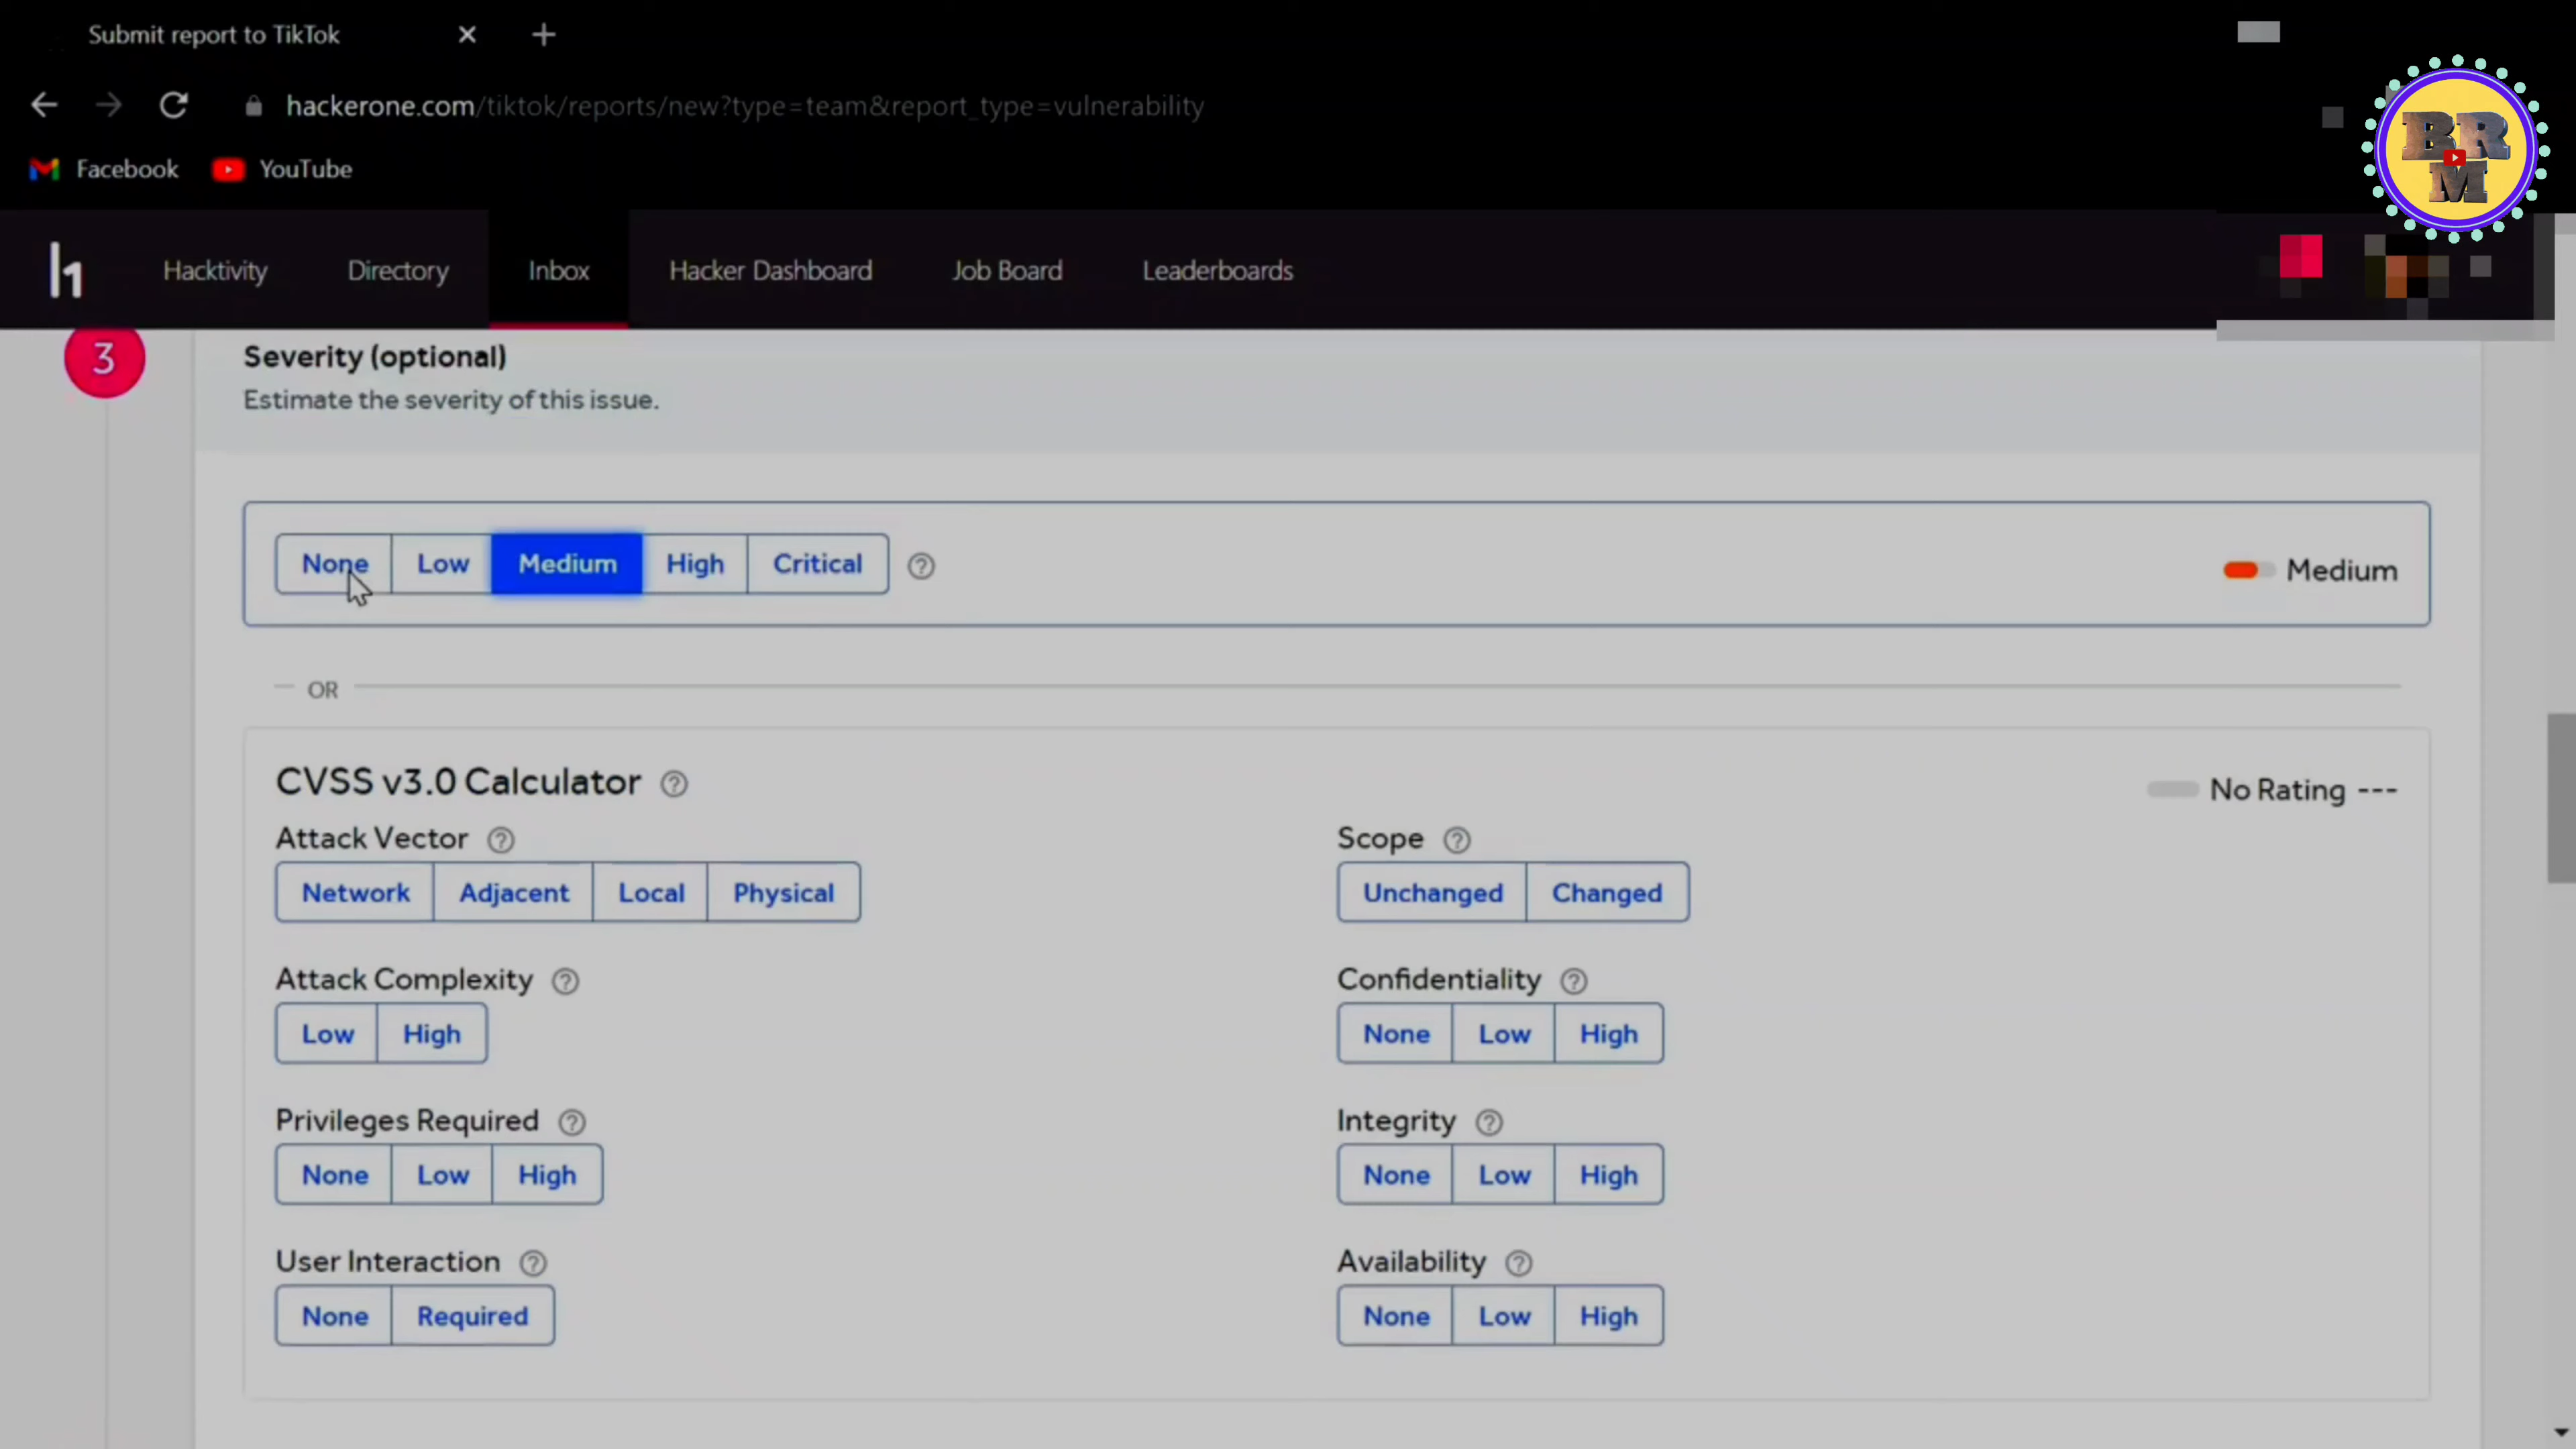 Submit report to TikTok
hackerone.com/tiktok/reports/new?type=team&report_type=vulnerability
Facebook YouTube
BR
M
l1 Hacktivity Directory Inbox Hacker Dashboard Job Board Leaderboards
3 Severity (optional)
Estimate the severity of this issue.
None Low Medium High Critical ? Medium
OR
CVSS v3.0 Calculator ? No Rating ---
Attack Vector ? Scope ?
Network Adjacent Local Physical Unchanged Changed
Attack Complexity ? Confidentiality ?
Low High None Low High
Privileges Required ? Integrity ?
None Low High None Low High
User Interaction ? Availability ?
None Required None Low High